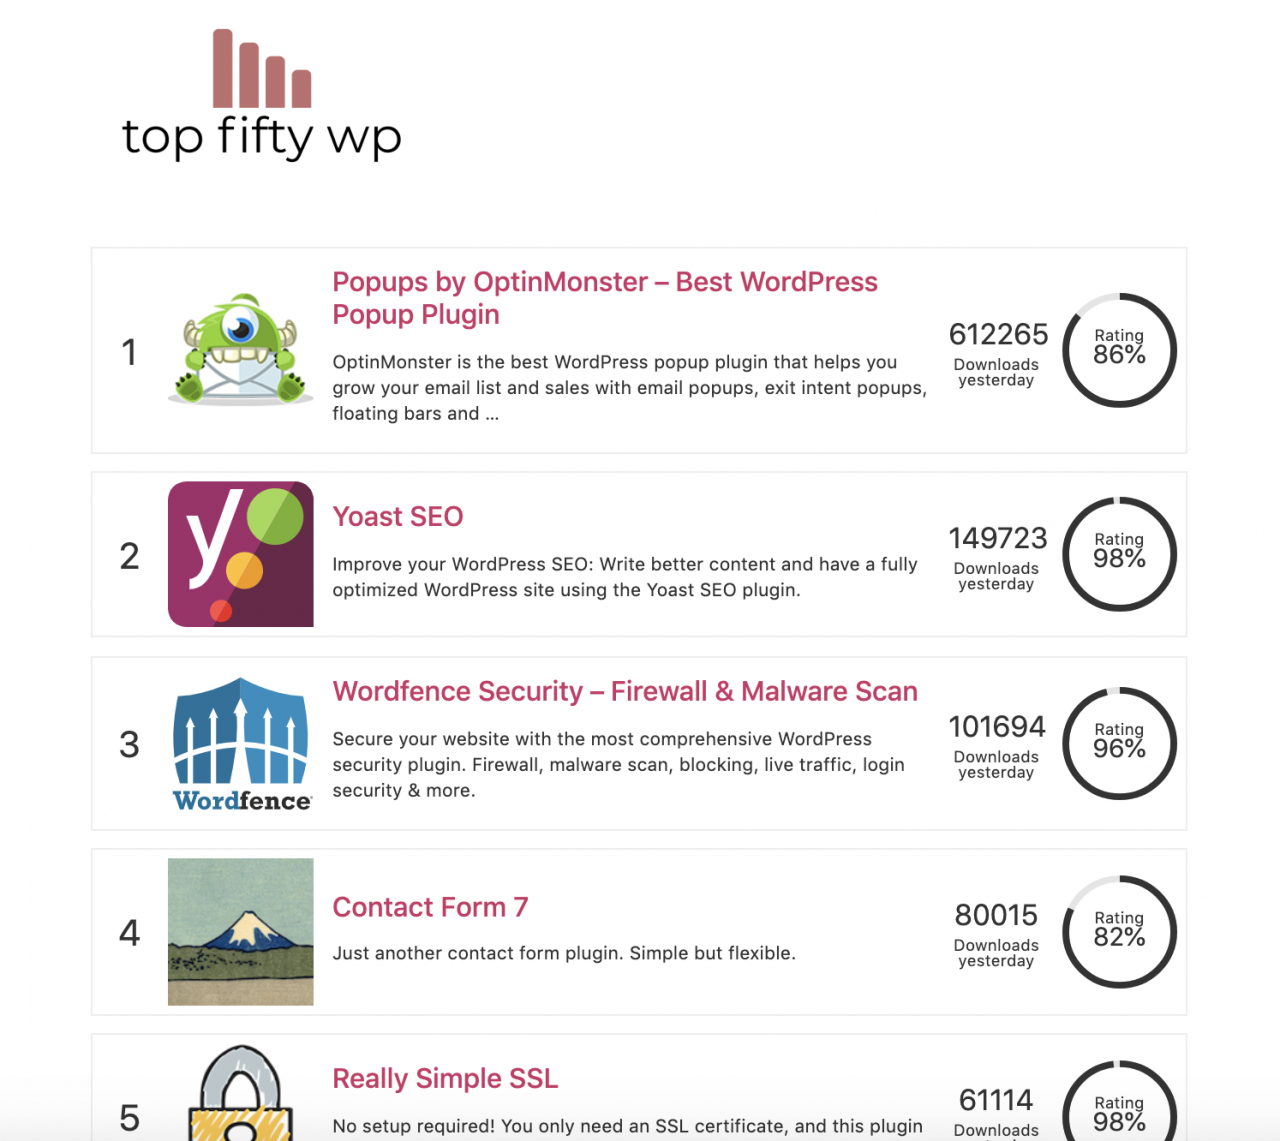 top fifty wp
1
Popups by OptinMonster – Best WordPress
Popup Plugin
OptinMonster is the best WordPress popup plugin that helps you
grow your email list and sales with email popups, exit intent popups,
floating bars and ...
612265
Downloads
yesterday
Rating
86%
2
y
Yoast SEO
Improve your WordPress SEO: Write better content and have a fully
optimized WordPress site using the Yoast SEO plugin.
149723
Downloads
yesterday
Rating
98%
3
Wordfence
Wordfence Security – Firewall & Malware Scan
Secure your website with the most comprehensive WordPress
security plugin. Firewall, malware scan, blocking, live traffic, login
security & more.
101694
Downloads
yesterday
Rating
96%
4
Contact Form 7
Just another contact form plugin. Simple but flexible.
80015
Downloads
yesterday
Rating
82%
5
Really Simple SSL
No setup required! You only need an SSL certificate, and this plugin
61114
Downloads
Rating
98%